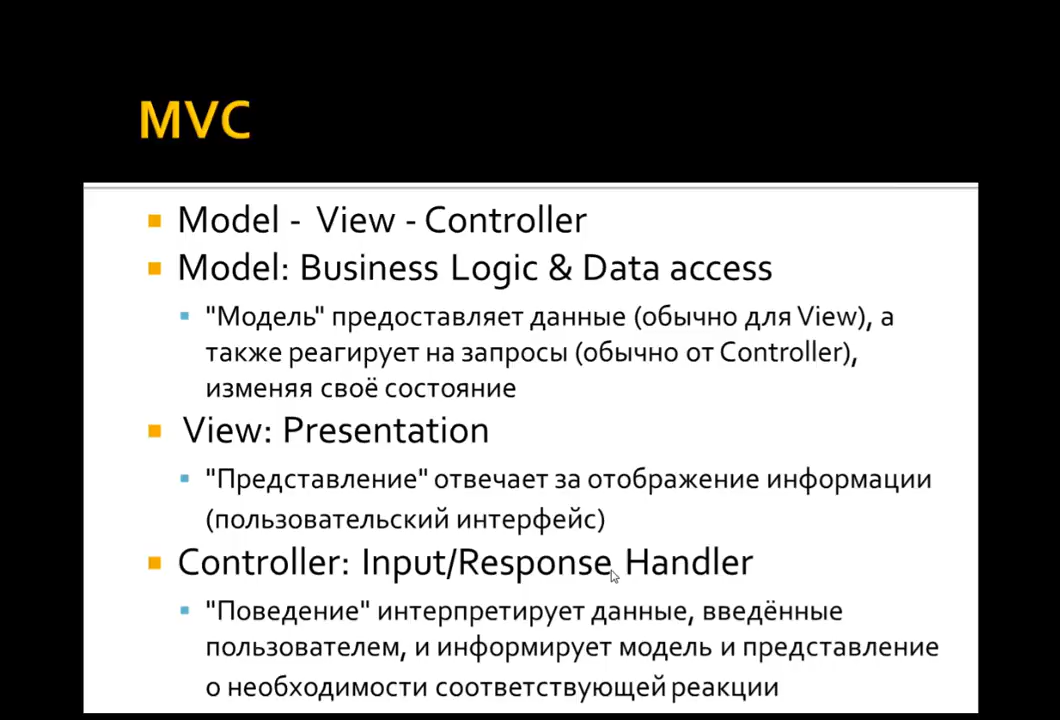 MVC
Model - View - Controller
Model: Business Logic & Data access
"Модель" предоставляет данные (обычно для View), а
также реагирует на запросы (обычно от Controller),
изменяя своё состояние
View: Presentation
"Представление" отвечает за отображение информации
(пользовательский интерфейс)
Controller: Input/Response Handler
"Поведение" интерпретирует данные, введённые
пользователем, и информирует модель и представление
о необходимости соответствующей реакции